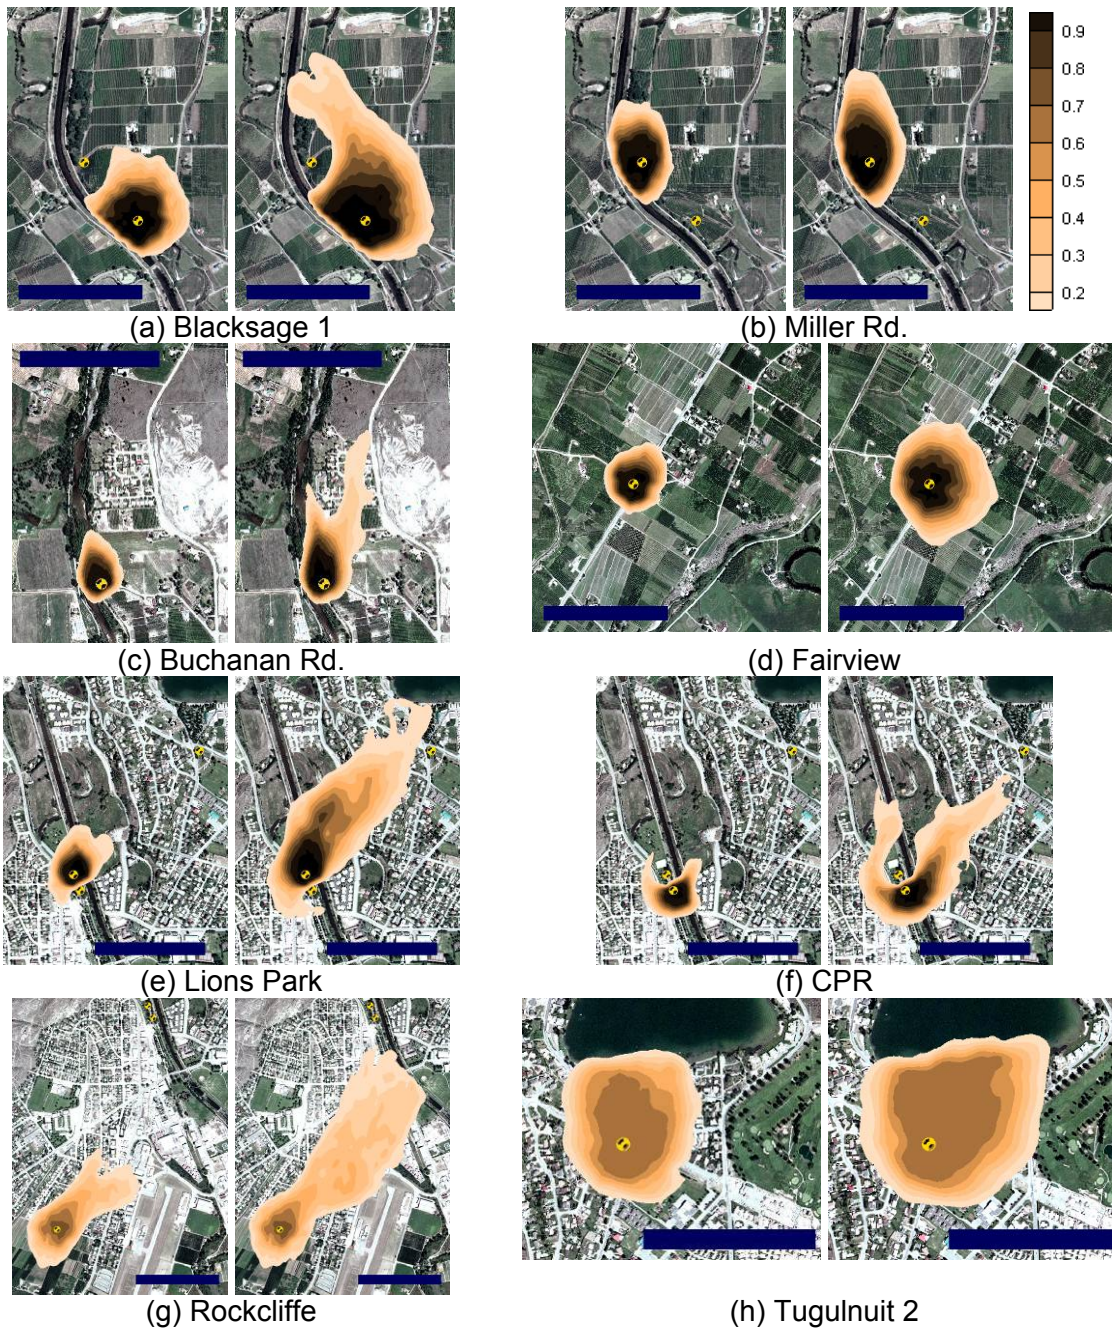 0.9
0.8
0.7
0.6
0.5
0.4
0.3
0.2
(a) Blacksage 1
(b) Miller Rd.
(c) Buchanan Rd.
(d) Fairview
(e) Lions Park
(f) CPR
(g) Rockcliffe
(h) Tugulnuit 2